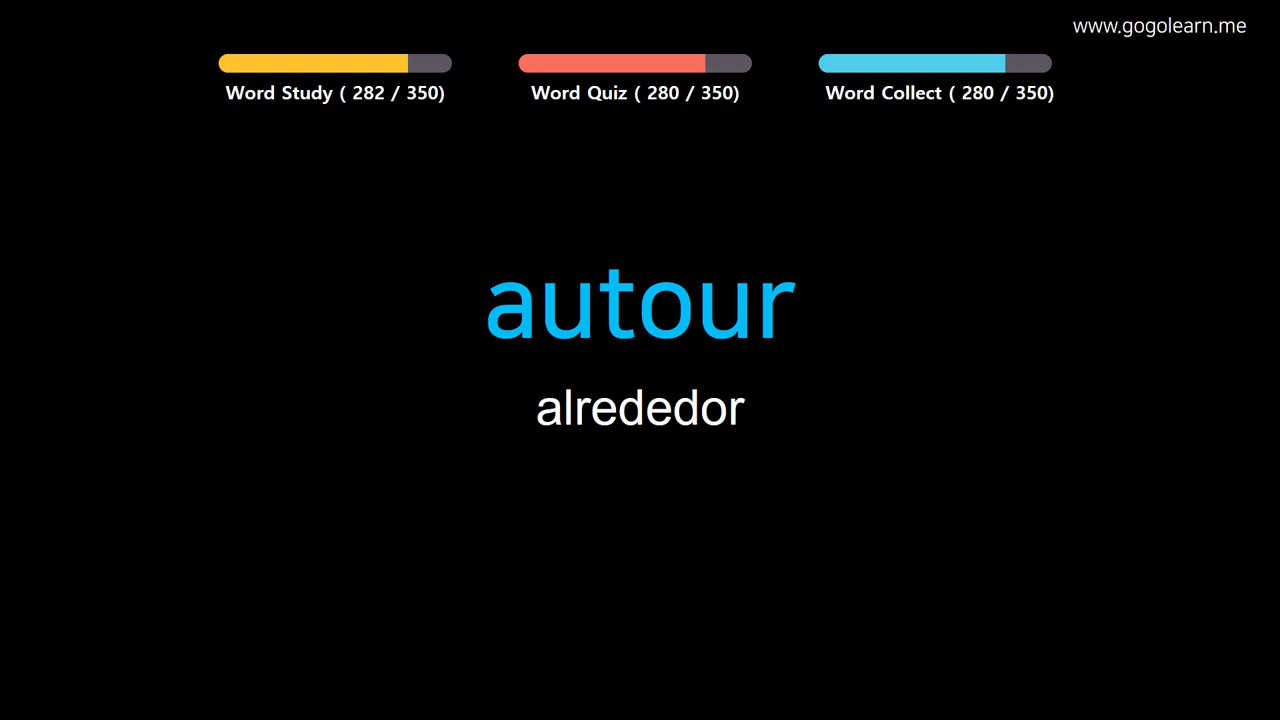 www.gogolearn.me
Word Study ( 282 / 350)
Word Quiz ( 280 / 350)
Word Collect ( 280 / 350)
autour
alrededor